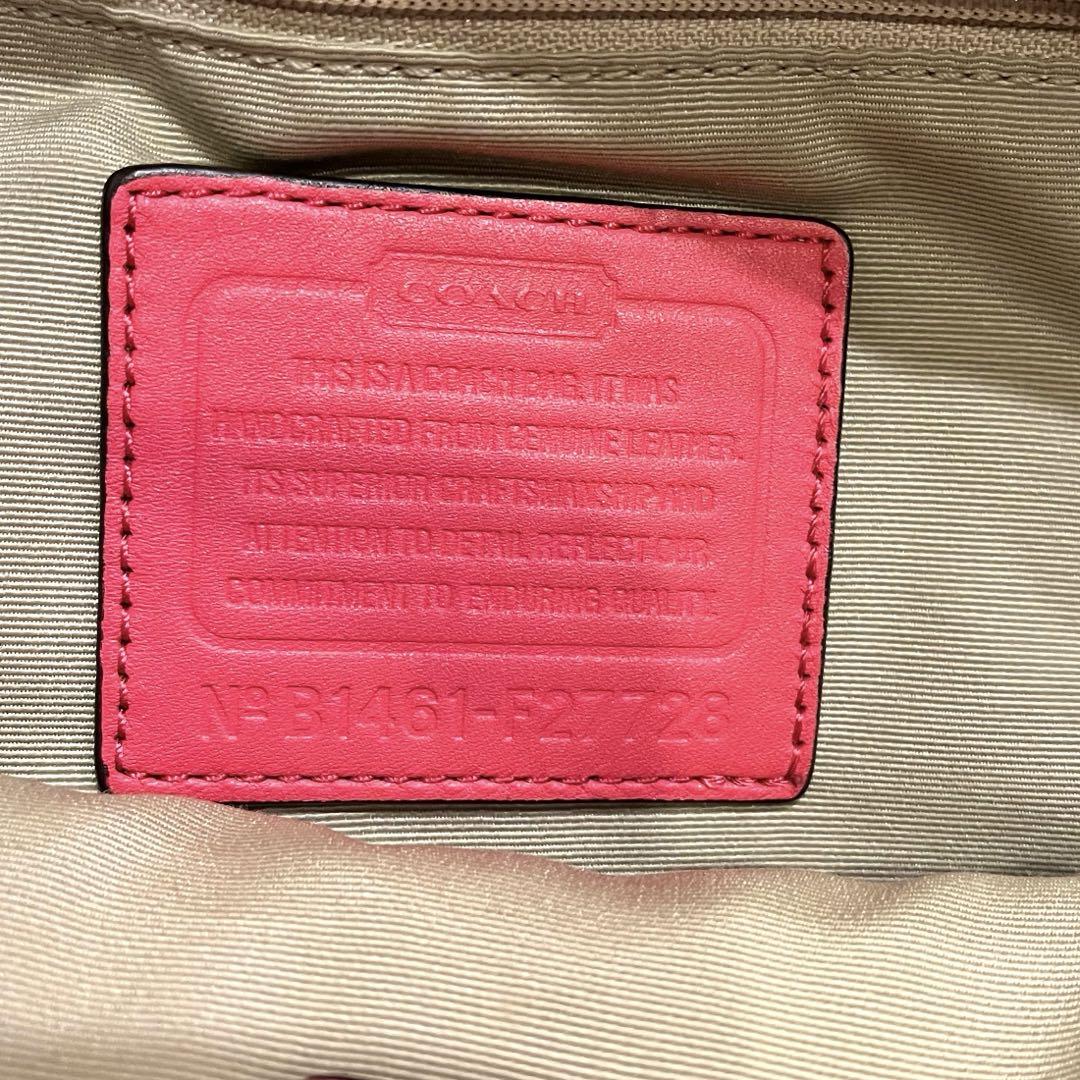 COACH
THIS IS A COACH BAG. IT WAS
HANDCRAFTED FROM GENUINE LEATHER.
ITS SUPERIOR CRAFTSMANSHIP AND
ATTENTION TO DETAIL REFLECT OUR
COMMITMENT TO ENDURING QUALITY.
Nº B1461-F27728